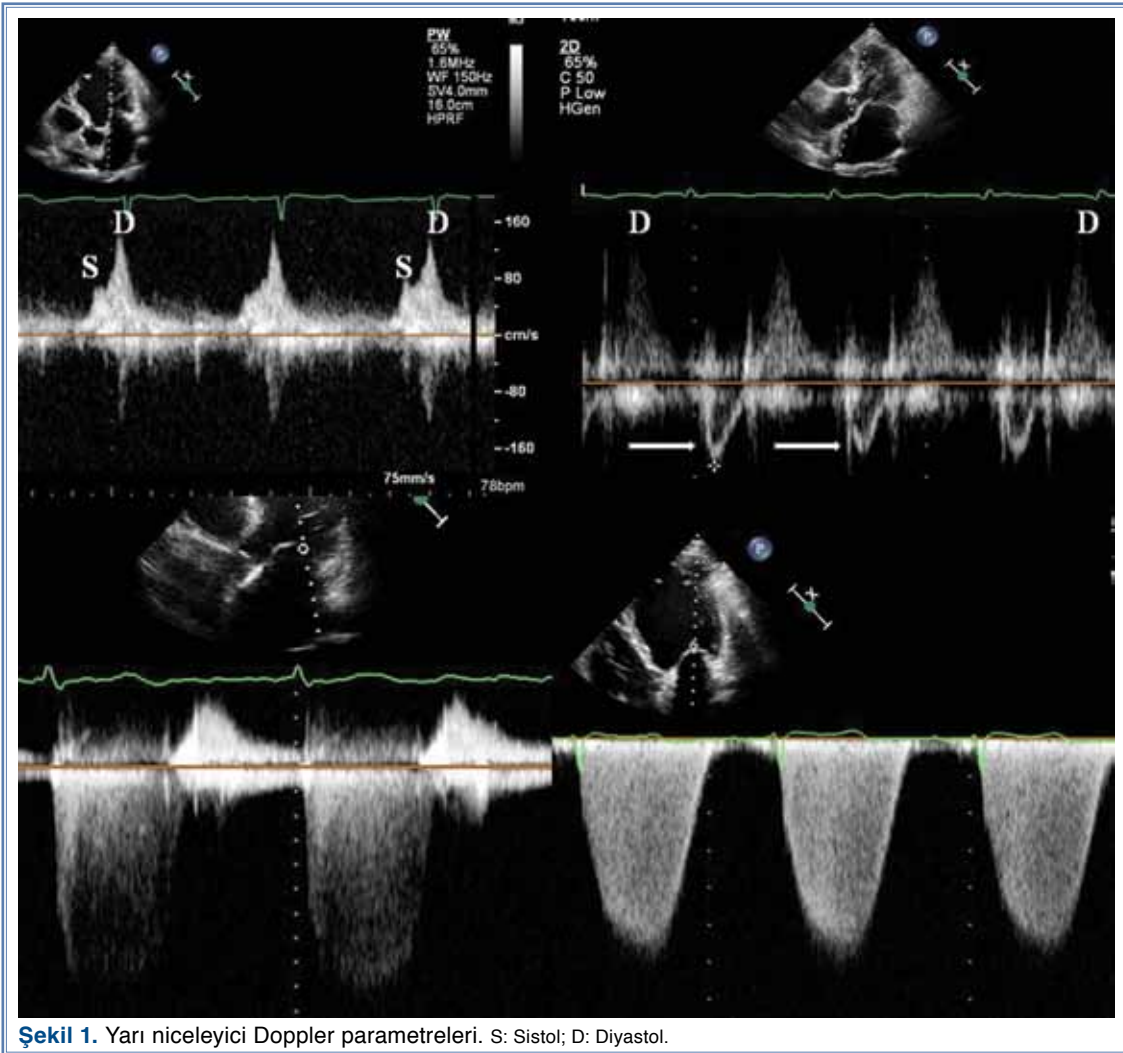 PW
65%
1.6MHz
WF 150Hz
SV4.0mm
16.0cm
HPRF
2D
65%
C 50
P Low
HGen
P
X
P
X
D
D
S
S
160
80
cm/s
-80
-160
75mm/s
78bpm
D
D
P
X
Şekil 1. Yarı niceleyici Doppler parametreleri. S: Sistol; D: Diyastol.